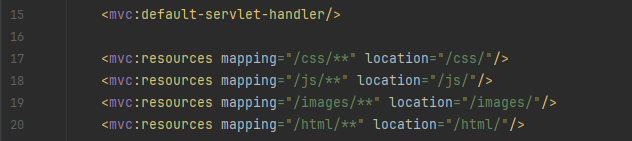 15 <mvc:default-servlet-handler/>
16
17 <mvc:resources mapping="/css/**" location="/css/"/>
18 <mvc:resources mapping="/js/**" location="/js/"/>
19 <mvc:resources mapping="/images/**" location="/images/"/>
20 <mvc:resources mapping="/html/**" location="/html/"/>